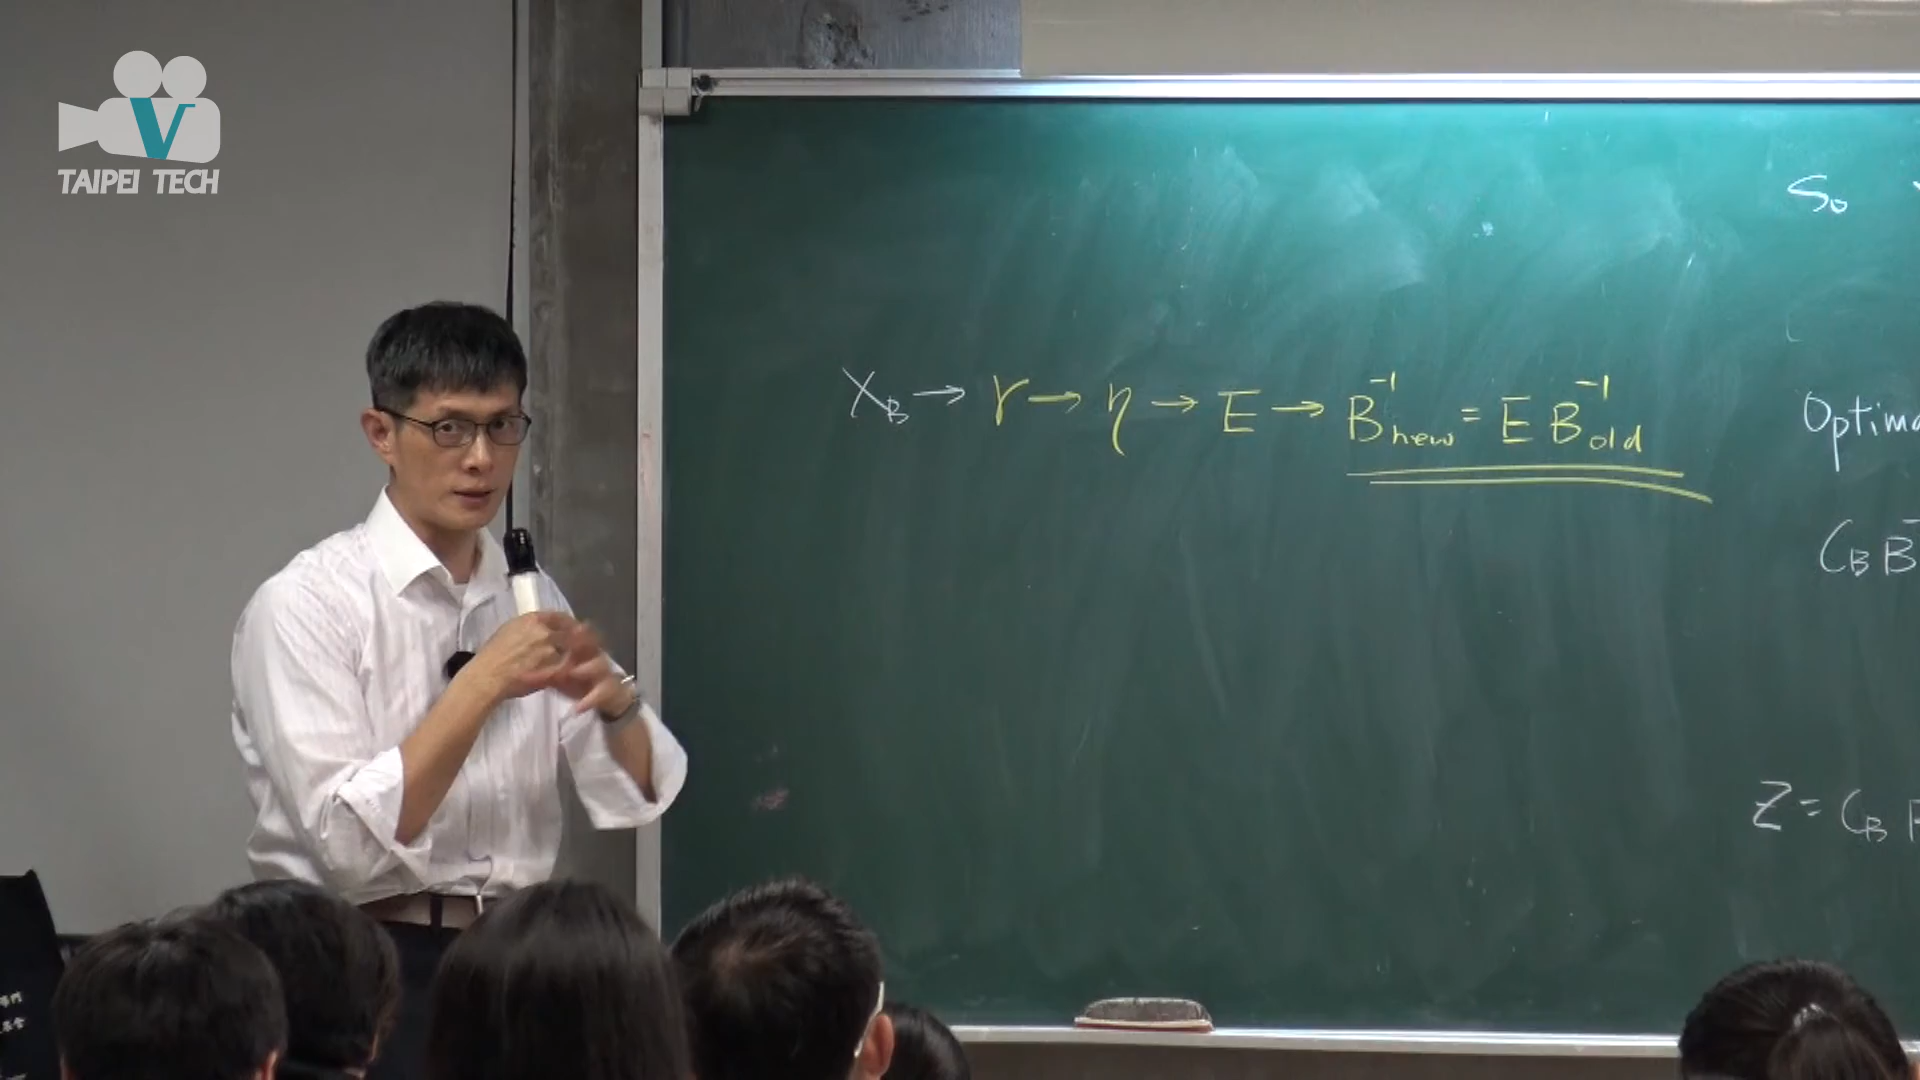 V
TAIPEI TECH
So
X_B → r → η → E → B⁻¹_new = E B⁻¹_old
Optima
C_B B⁻
Z = C_B